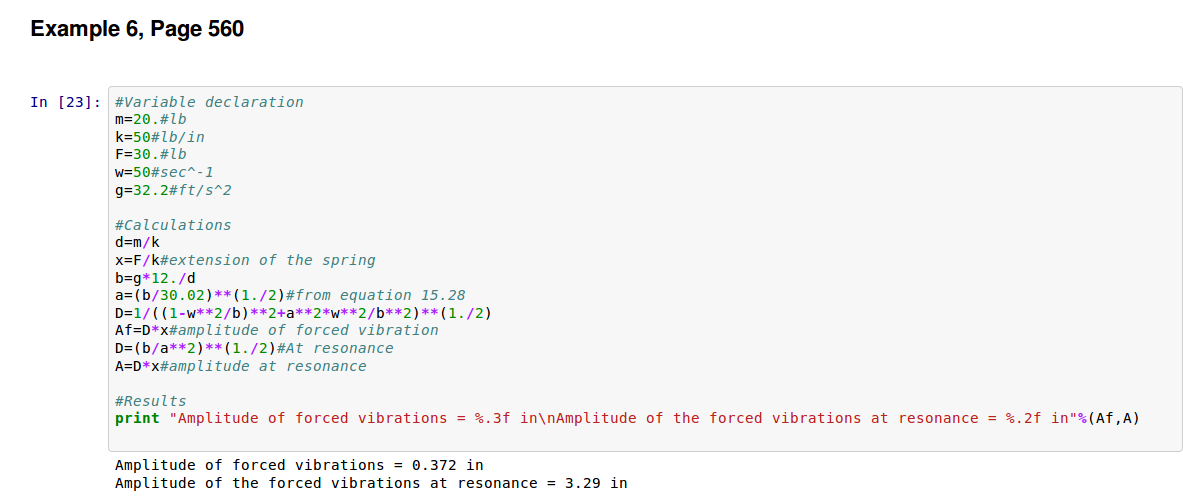 Example 6, Page 560
In [23]:
#Variable declaration
m=20.#lb
k=50#lb/in
F=30.#lb
w=50#sec^-1
g=32.2#ft/s^2
#Calculations
d=m/k
x=F/k#extension of the spring
b=g*12./d
a=(b/30.02)**(1./2)#from equation 15.28
D=1/((1-w**2/b)**2+a**2*w**2/b**2)**(1./2)
Af=D*x#amplitude of forced vibration
D=(b/a**2)**(1./2)#At resonance
A=D*x#amplitude at resonance
#Results
print "Amplitude of forced vibrations = %.3f in\nAmplitude of the forced vibrations at resonance = %.2f in"%(Af,A)
Amplitude of forced vibrations = 0.372 in
Amplitude of the forced vibrations at resonance = 3.29 in